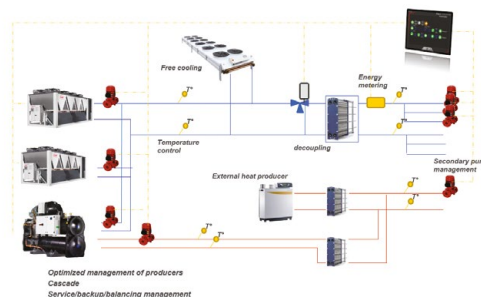 Free cooling
Energy
metering
T°
T°
T°
T°
Temperature
control
decoupling
Secondary pu
management
External heat producer
T°
T°
T°
T°
Optimized management of producers
Cascade
Service/backup/balancing management